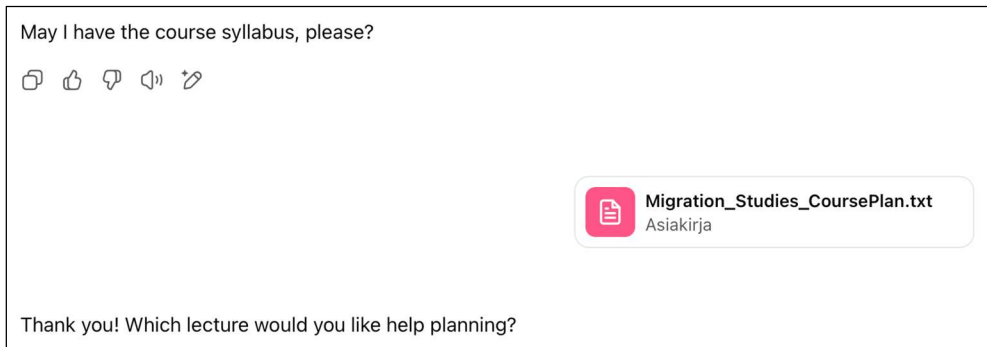 May I have the course syllabus, please?
Migration_Studies_CoursePlan.txt
Asiakirja
Thank you! Which lecture would you like help planning?